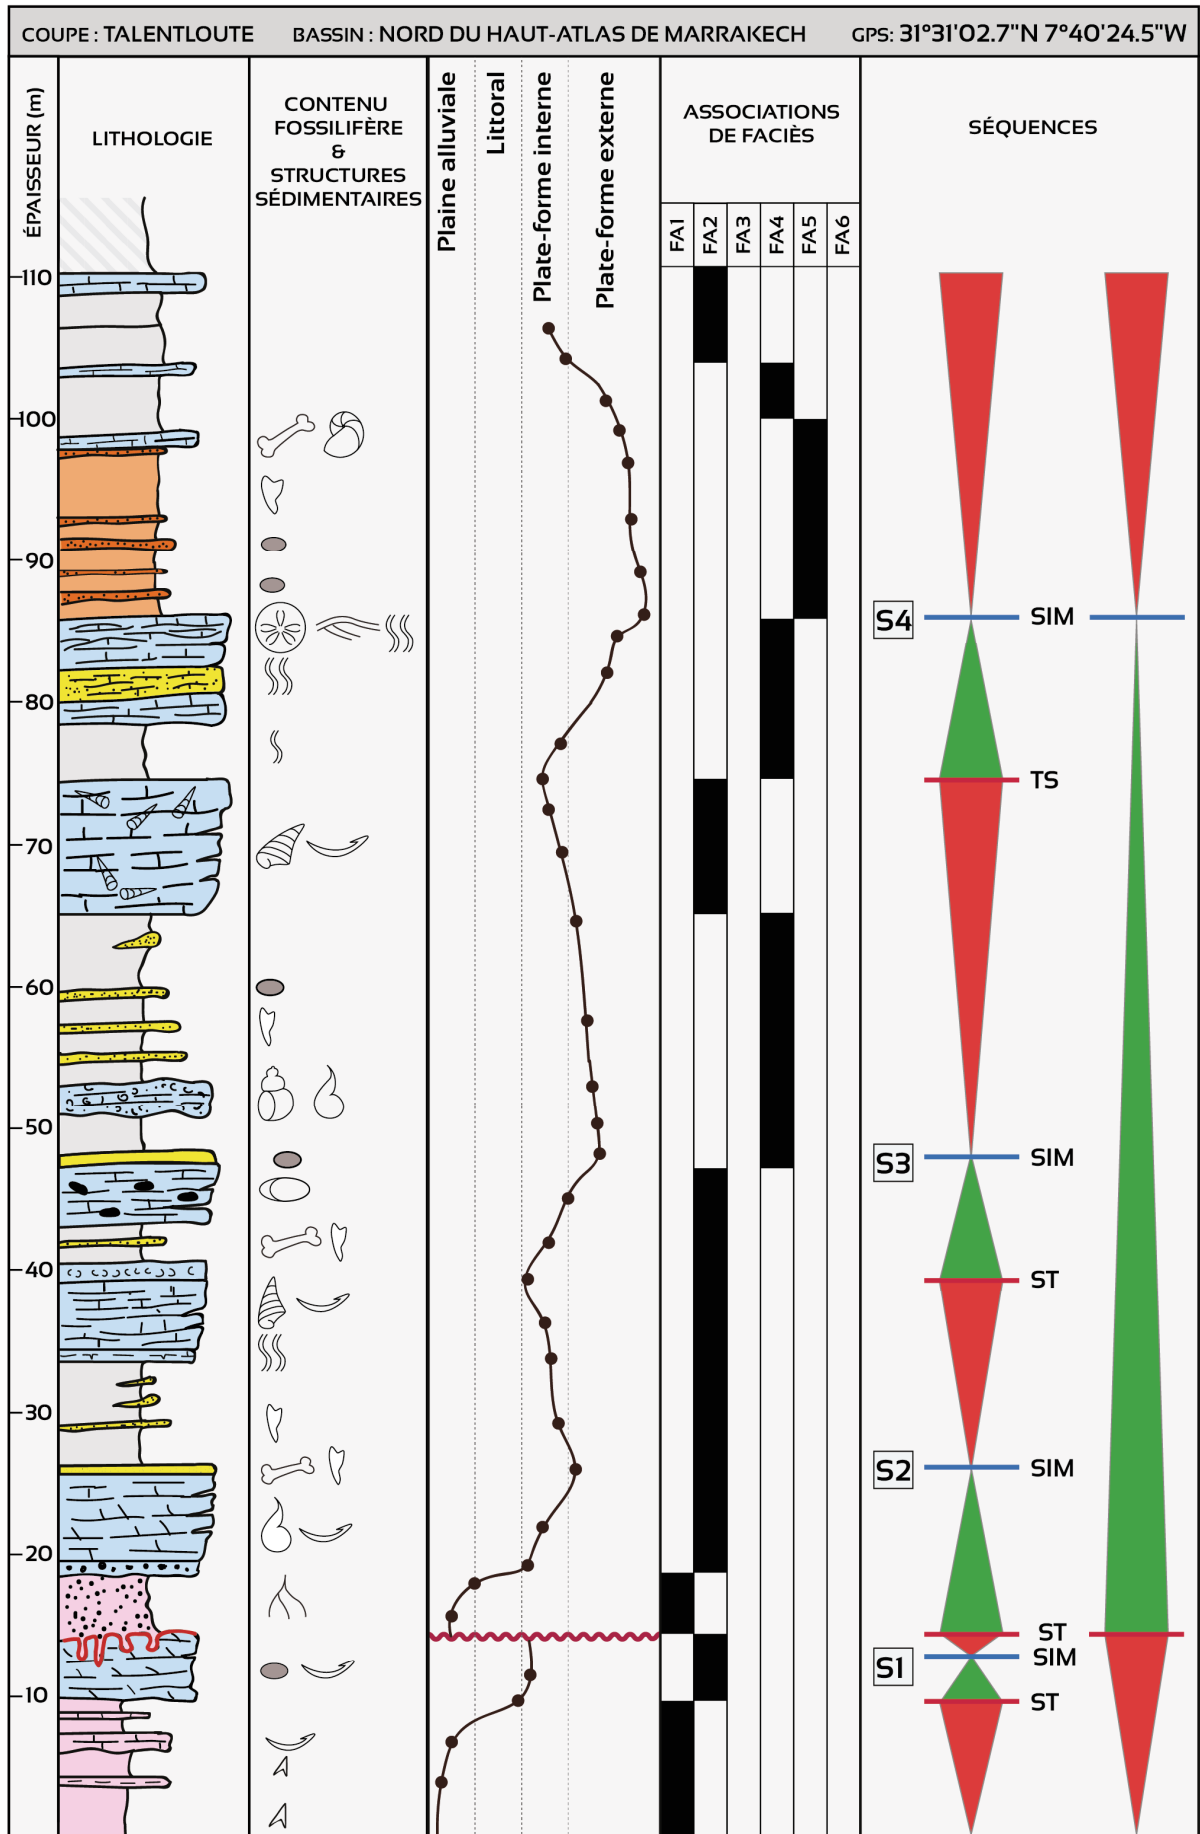 COUPE : TALENTLOUTE BASSIN : NORD DU HAUT-ATLAS DE MARRAKECH GPS: 31°31'02.7"N 7°40'24.5"W
ÉPAISSEUR (m)
LITHOLOGIE
CONTENU
FOSSILIFÈRE
&
STRUCTURES
SÉDIMENTAIRES
Plaine alluviale
Littoral
Plate-forme interne
Plate-forme externe
ASSOCIATIONS
DE FACIÈS
FA1
FA2
FA3
FA4
FA5
FA6
SÉQUENCES
110
100
90
S4 SIM
80
TS
70
60
50
S3 SIM
40
ST
30
S2 SIM
20
ST
S1 SIM
10
ST